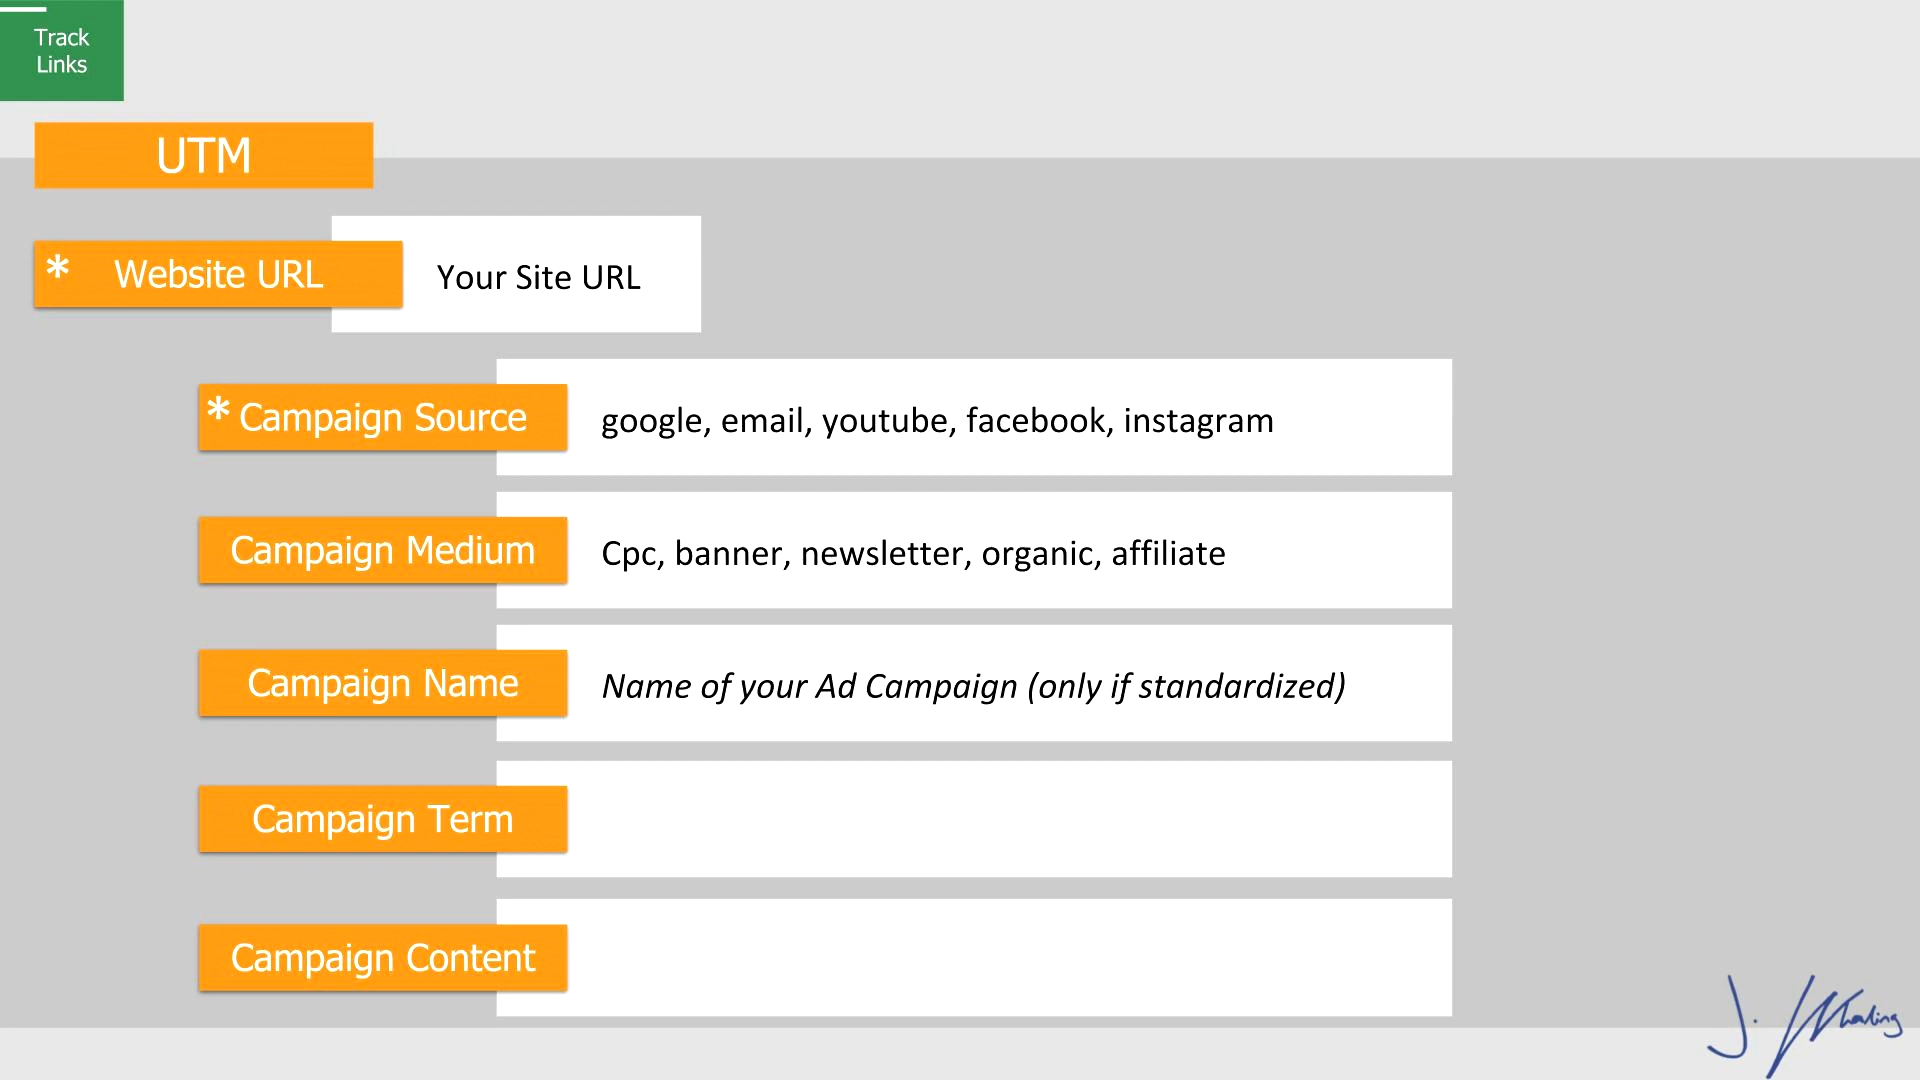 Track
Links
UTM
* Website URL
Your Site URL
* Campaign Source
google, email, youtube, facebook, instagram
Campaign Medium
Cpc, banner, newsletter, organic, affiliate
Campaign Name
Name of your Ad Campaign (only if standardized)
Campaign Term
Campaign Content